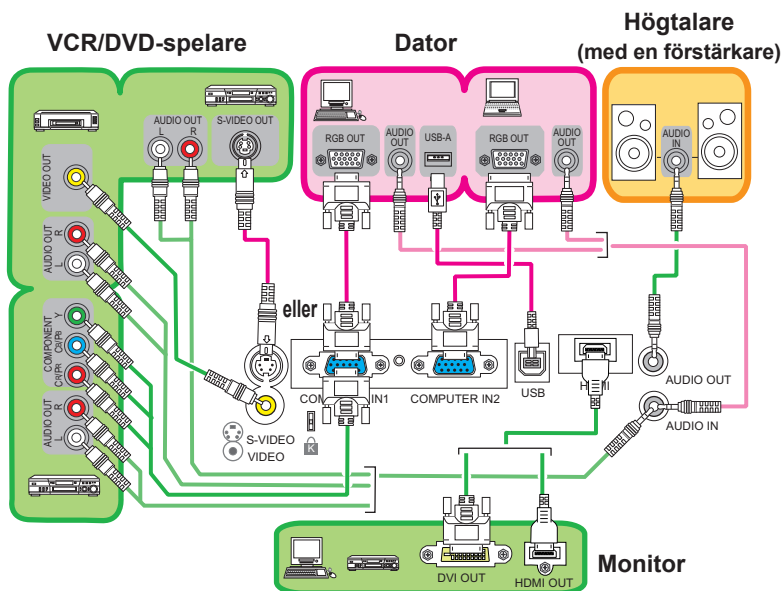 VCR/DVD-spelare
Dator
Högtalare
(med en förstärkare)
AUDIO OUT
L R
S-VIDEO OUT
VIDEO OUT
AUDIO OUT
R
L
COMPONENT
Y
CB/PB
CR/PR
AUDIO OUT
R
L
RGB OUT
AUDIO
OUT
USB-A
RGB OUT
AUDIO
OUT
AUDIO
IN
eller
COMPUTER IN1
COMPUTER IN2
USB
HDMI
AUDIO OUT
AUDIO IN
S-VIDEO
VIDEO
K
DVI OUT
HDMI OUT
Monitor